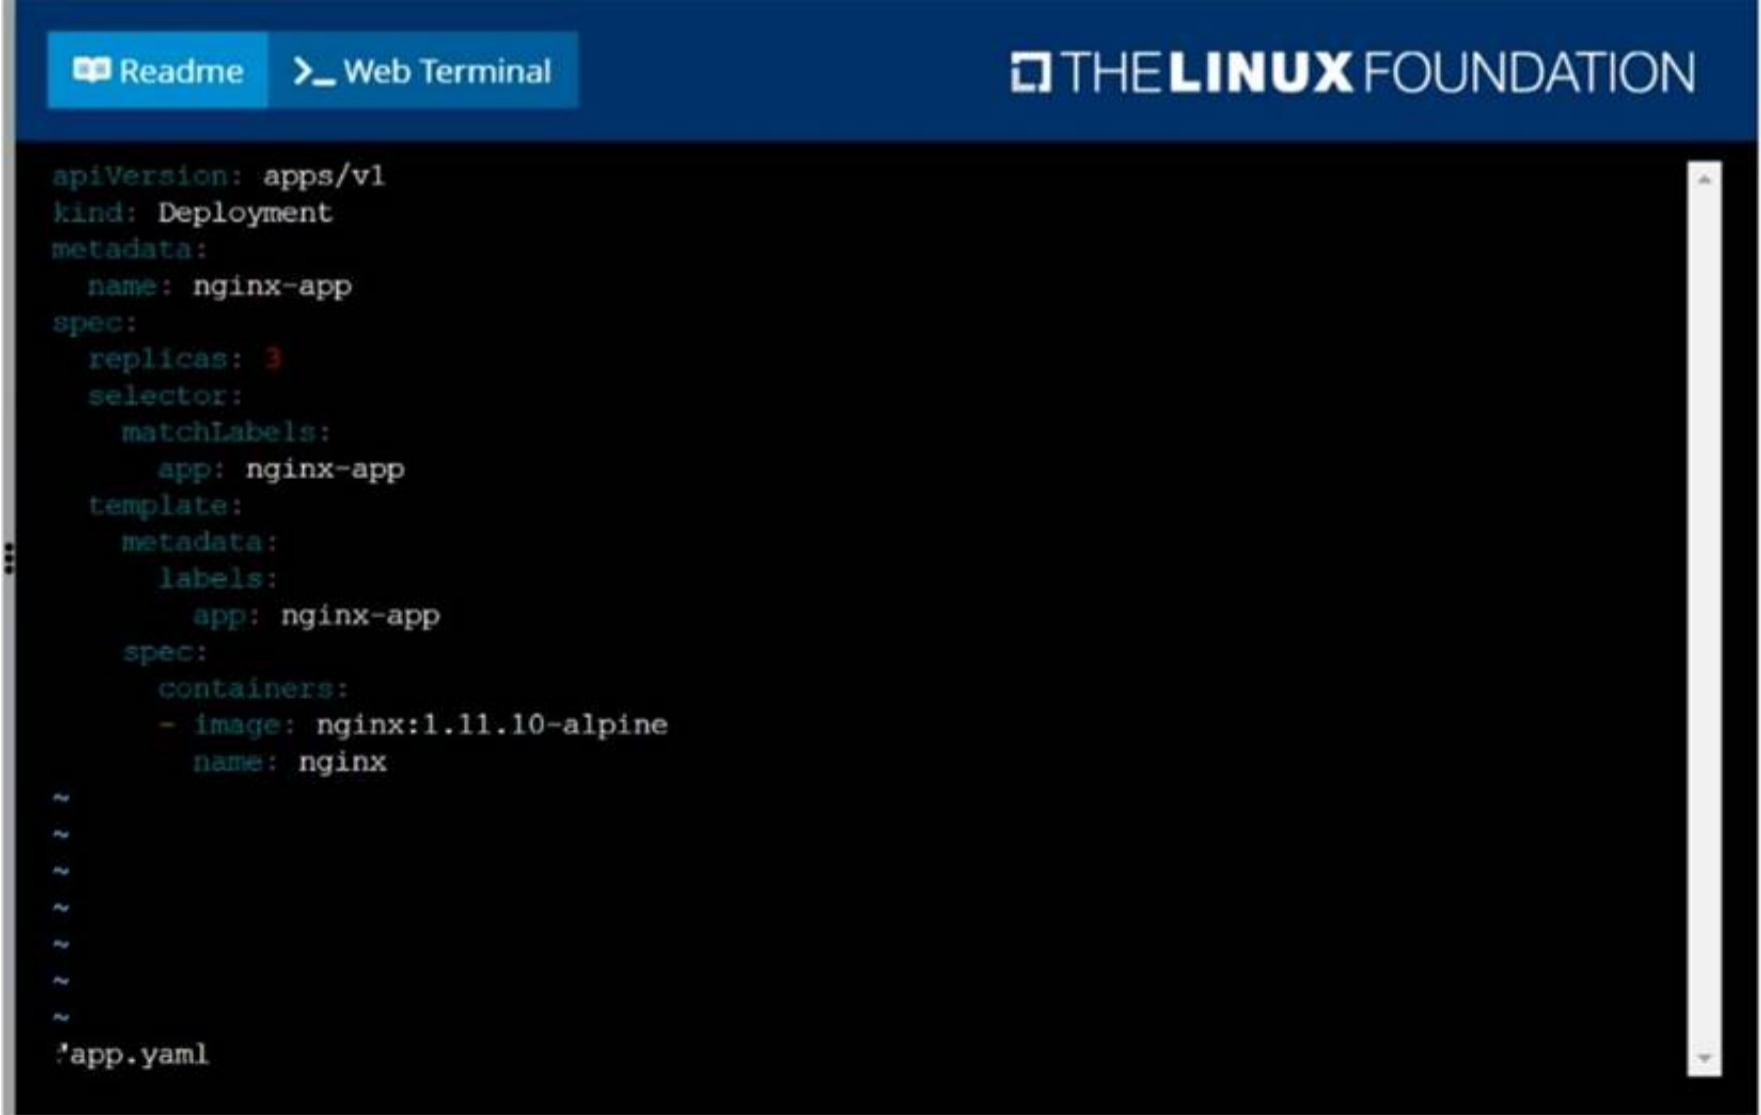 Readme
>_ Web Terminal
THE LINUX FOUNDATION
apiVersion: apps/v1
kind: Deployment
metadata:
  name: nginx-app
spec:
  replicas: 3
  selector:
    matchLabels:
      app: nginx-app
  template:
    metadata:
      labels:
        app: nginx-app
    spec:
      containers:
      - image: nginx:1.11.10-alpine
        name: nginx
~
~
~
~
~
~
~
"app.yaml